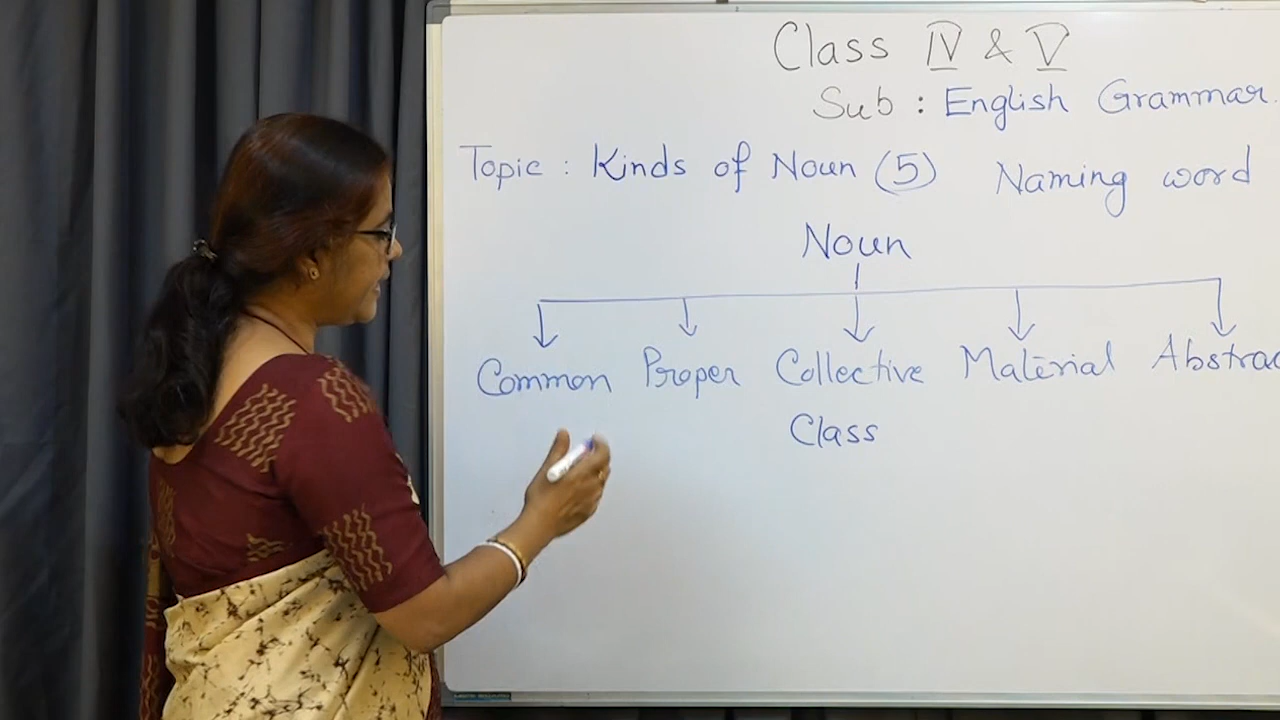 Class IV & V
Sub : English Grammar.
Topic : Kinds of Noun (5) Naming word
Noun
Common Proper Collective Material Abstrac
Class